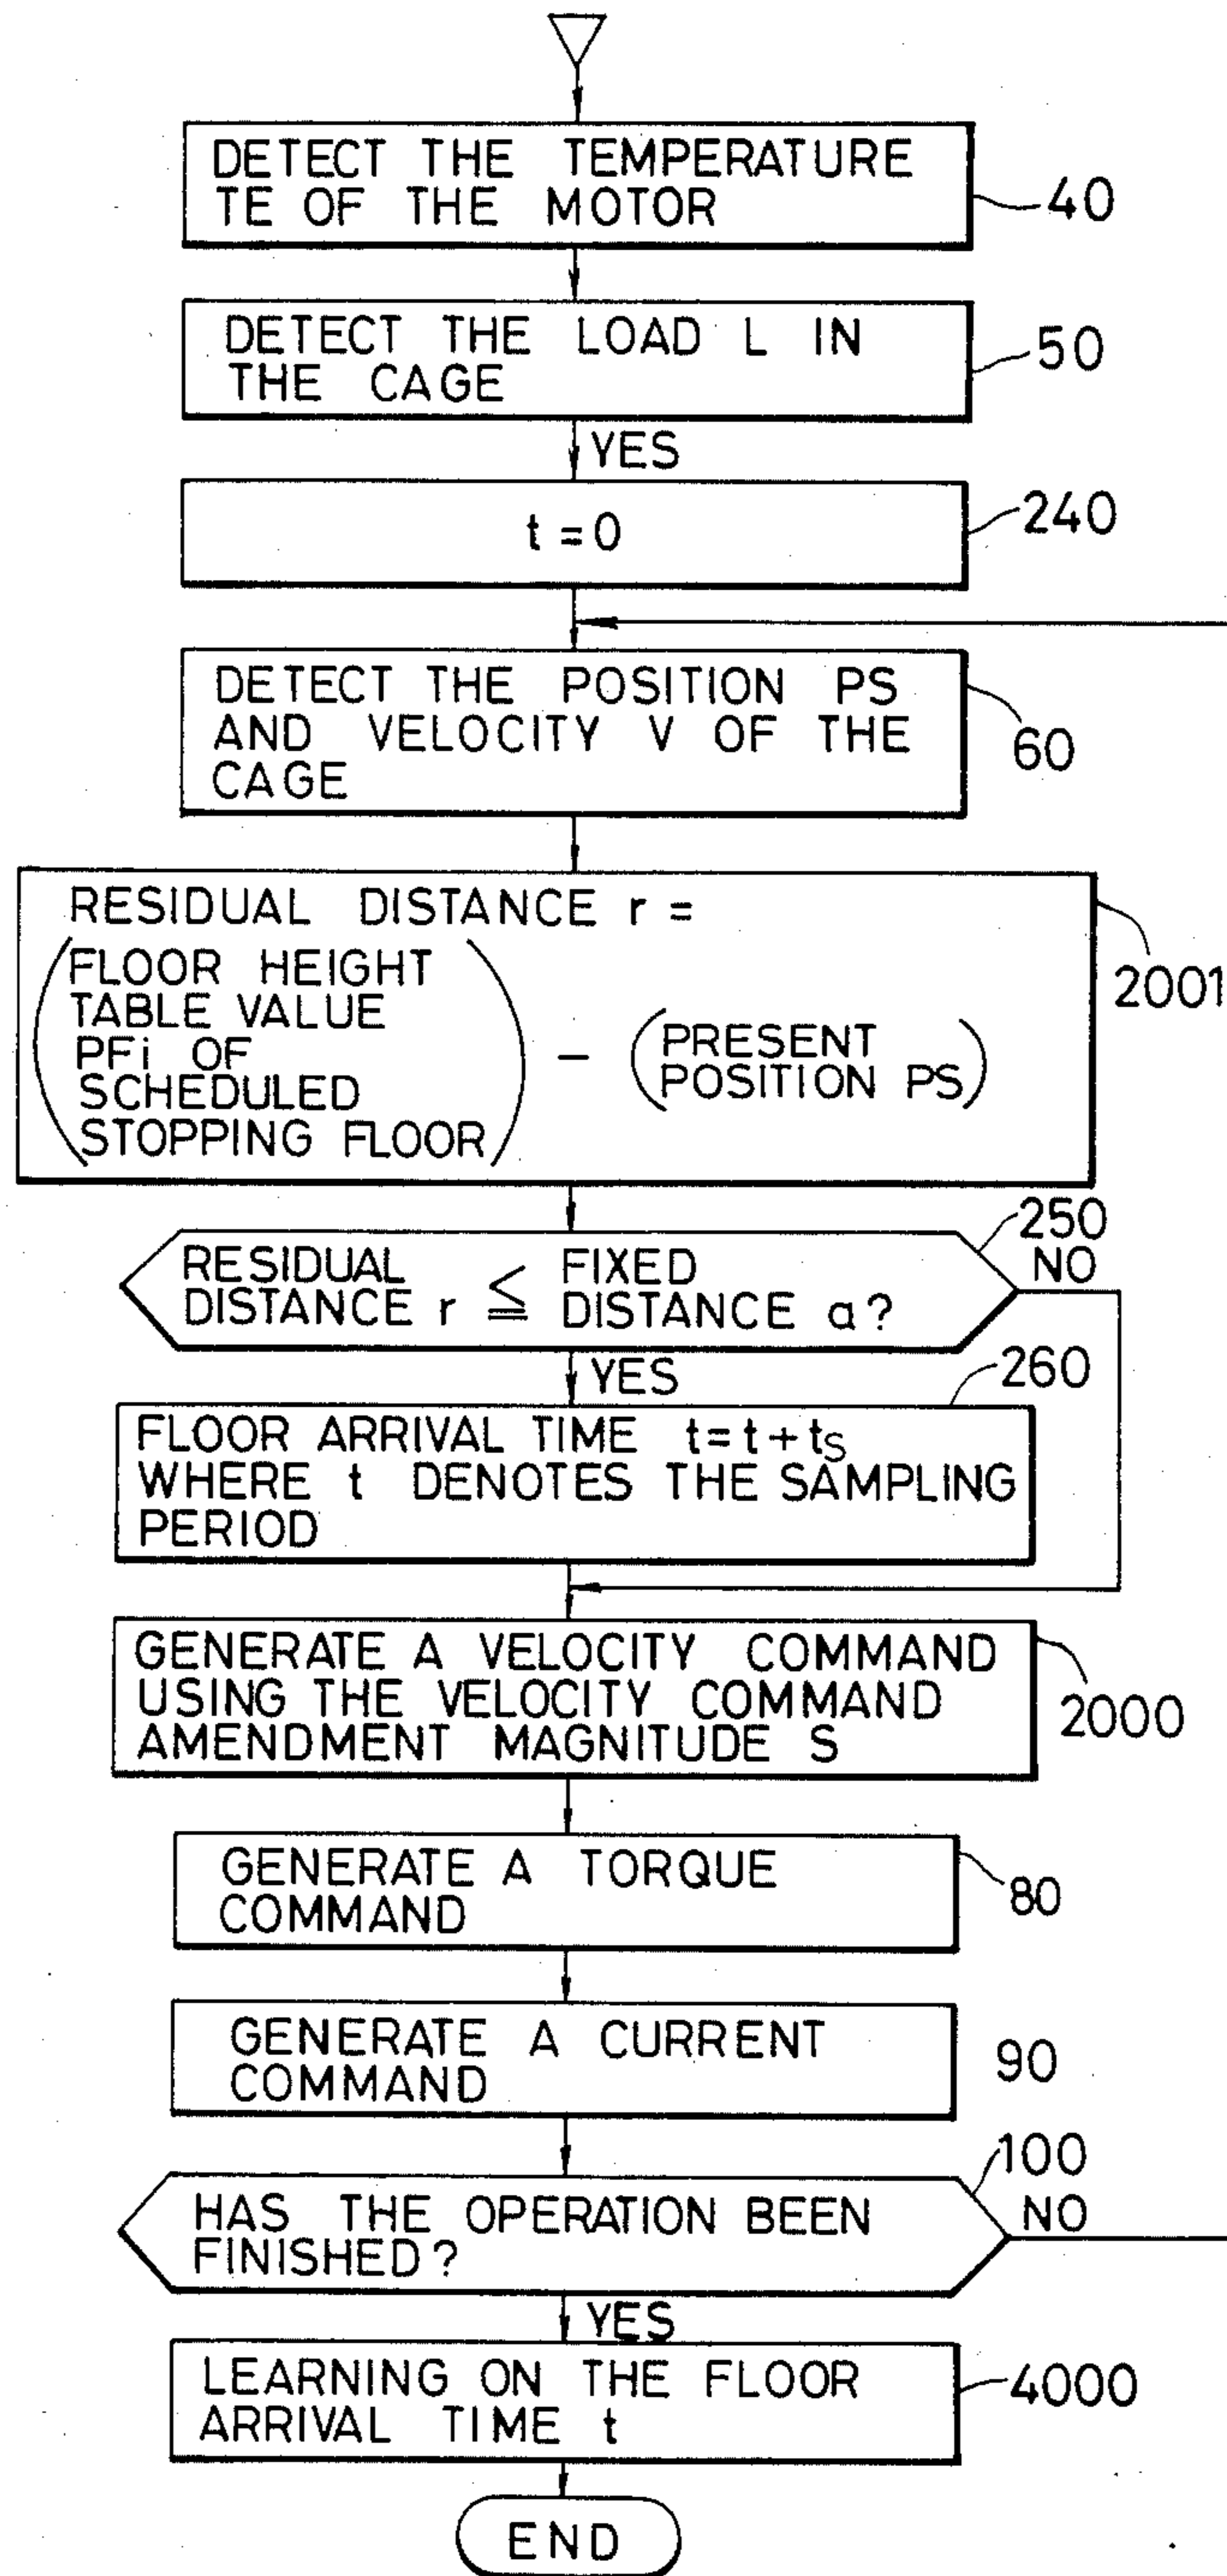 DETECT THE TEMPERATURE
TE OF THE MOTOR
40
DETECT THE LOAD L IN
THE CAGE
50
YES
t = 0
240
DETECT THE POSITION PS
AND VELOCITY V OF THE
CAGE
60
RESIDUAL DISTANCE r =
(FLOOR HEIGHT
TABLE VALUE
PFi OF
SCHEDULED
STOPPING FLOOR)
−
(PRESENT
POSITION PS)
2001
RESIDUAL DISTANCE r ≦ FIXED DISTANCE a?
250
NO
YES
260
FLOOR ARRIVAL TIME t = t + ts
WHERE t DENOTES THE SAMPLING
PERIOD
GENERATE A VELOCITY COMMAND
USING THE VELOCITY COMMAND
AMENDMENT MAGNITUDE S
2000
GENERATE A TORQUE
COMMAND
80
GENERATE A CURRENT
COMMAND
90
HAS THE OPERATION BEEN
FINISHED?
100
NO
YES
LEARNING ON THE FLOOR
ARRIVAL TIME t
4000
END